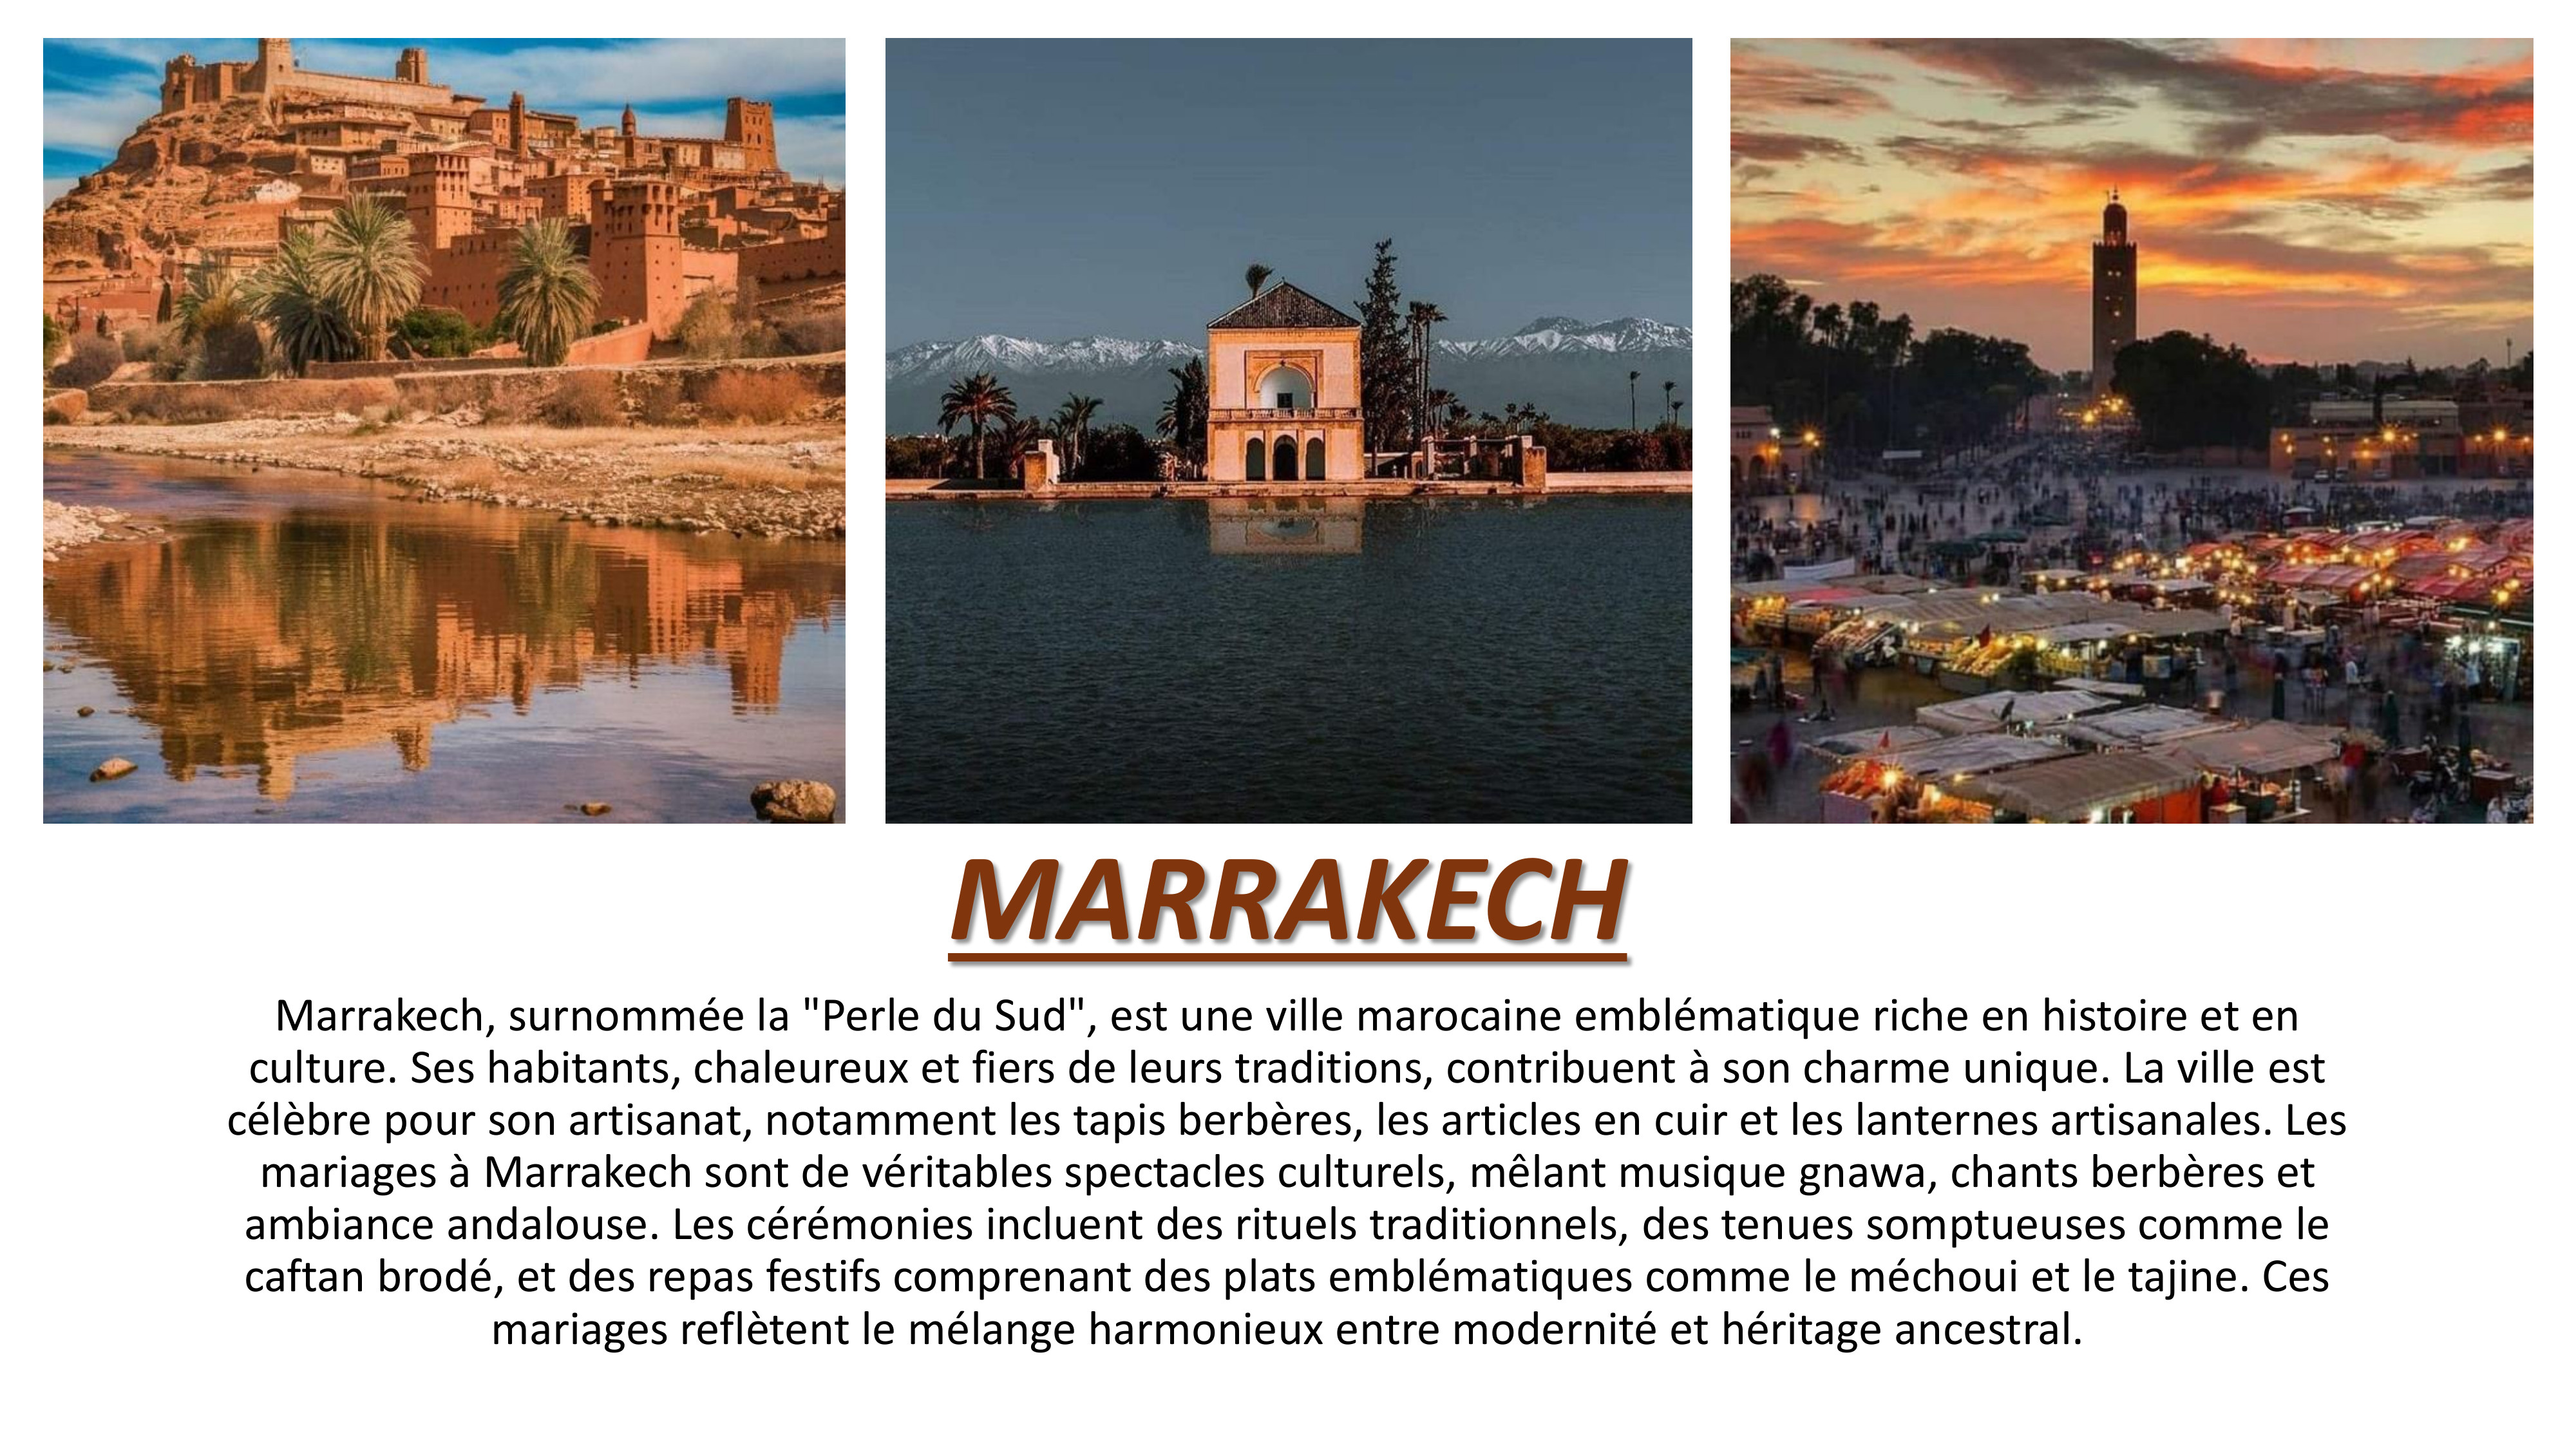 MARRAKECH
Marrakech, surnommée la "Perle du Sud", est une ville marocaine emblématique riche en histoire et en
culture. Ses habitants, chaleureux et fiers de leurs traditions, contribuent à son charme unique. La ville est
célèbre pour son artisanat, notamment les tapis berbères, les articles en cuir et les lanternes artisanales. Les
mariages à Marrakech sont de véritables spectacles culturels, mêlant musique gnawa, chants berbères et
ambiance andalouse. Les cérémonies incluent des rituels traditionnels, des tenues somptueuses comme le
caftan brodé, et des repas festifs comprenant des plats emblématiques comme le méchoui et le tajine. Ces
mariages reflètent le mélange harmonieux entre modernité et héritage ancestral.